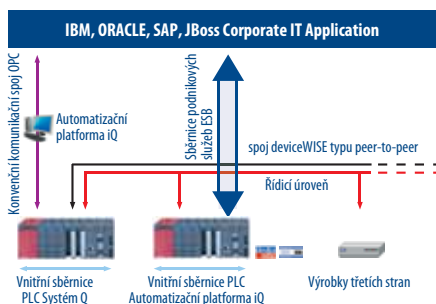 IBM, ORACLE, SAP, JBoss Corporate IT Application
Konvenční komunikační spoj OPC
Automatizační
platforma iQ
Sběrnice podnikových
služeb ESB
spoj deviceWISE typu peer-to-peer
Řídicí úroveň
Vnitřní sběrnice
PLC Systém Q
Vnitřní sběrnice PLC
Automatizační platforma iQ
Výrobky třetích stran